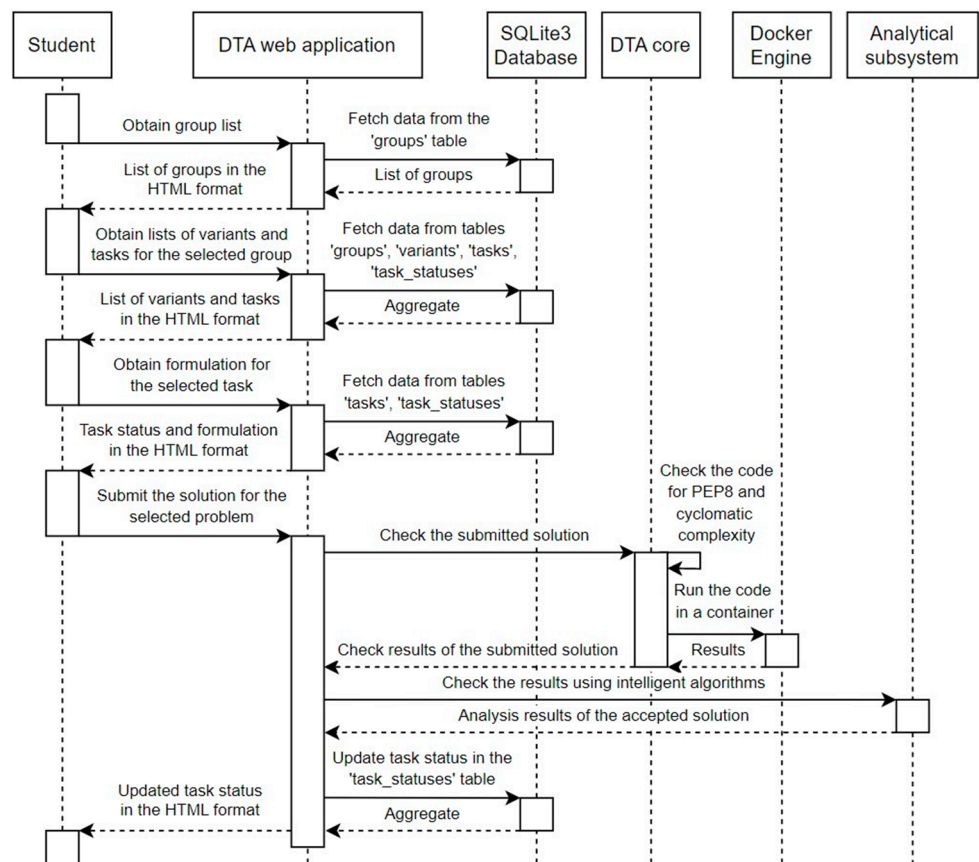 Student
DTA web application
SQLite3
Database
DTA core
Docker
Engine
Analytical
subsystem
Obtain group list
Fetch data from the
'groups' table
List of groups in the
HTML format
List of groups
Obtain lists of variants and
tasks for the selected group
Fetch data from tables
'groups', 'variants', 'tasks',
'task_statuses'
List of variants and tasks
in the HTML format
Aggregate
Obtain formulation for
the selected task
Fetch data from tables
'tasks', 'task_statuses'
Task status and formulation
in the HTML format
Aggregate
Submit the solution for the
selected problem
Check the submitted solution
Check the code
for PEP8 and
cyclomatic
complexity
Run the code
in a container
Check results of the submitted solution
Results
Check the results using intelligent algorithms
Analysis results of the accepted solution
Update task status in the
'task_statuses' table
Updated task status
in the HTML format
Aggregate